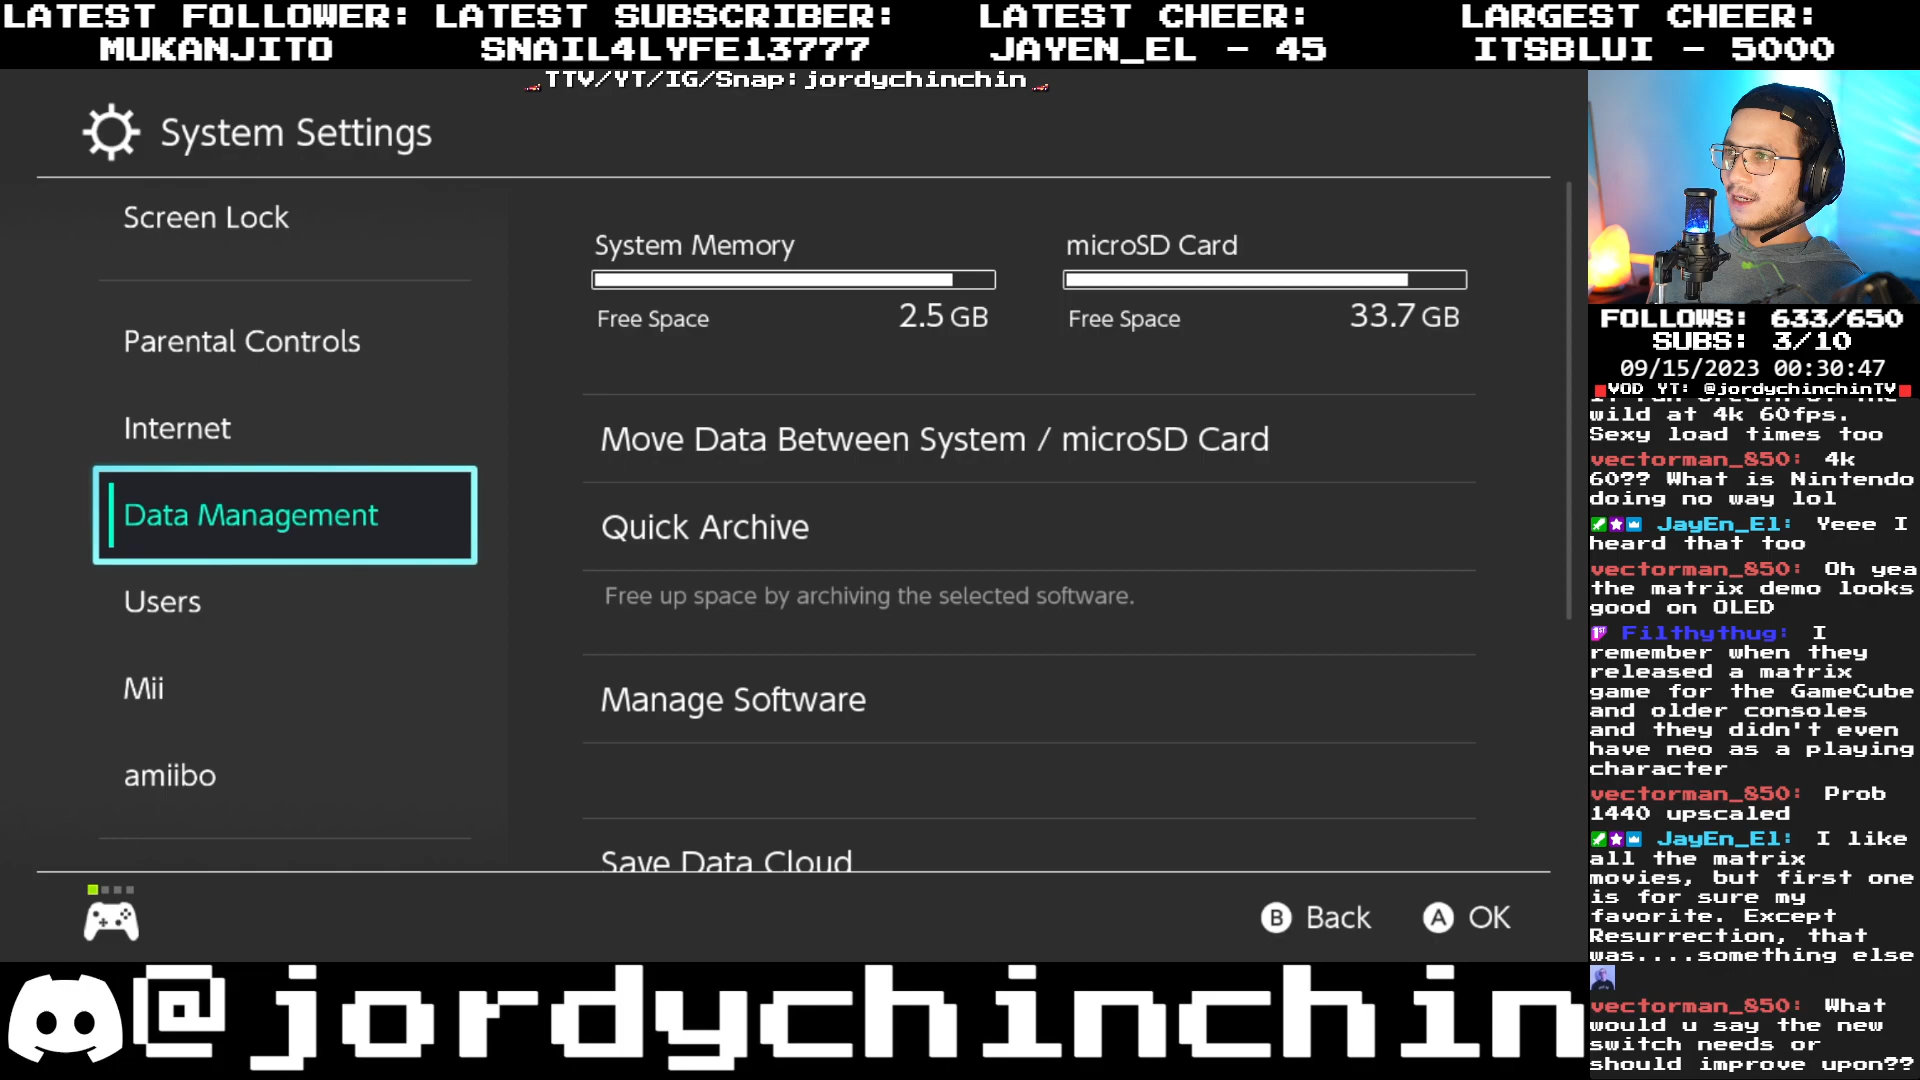 LATEST FOLLOWER:
MUKANJITO
LATEST SUBSCRIBER:
SNAIL4LYFE13777
LATEST CHEER:
JAYEN_EL - 45
LARGEST CHEER:
ITSBLUI - 5000
TTV/YT/IG/Snap:jordychinchin
System Settings
Screen Lock
Parental Controls
Internet
Data Management
Users
Mii
amiibo
System Memory
Free Space 2.5 GB
microSD Card
Free Space 33.7 GB
Move Data Between System / microSD Card
Quick Archive
Free up space by archiving the selected software.
Manage Software
Save Data Cloud
B Back
A OK
@jordychinchin
FOLLOWS: 633/650
SUBS: 3/10
09/15/2023 00:30:47
VOD YT: @jordychinchinTV
wild at 4k 60fps.
Sexy load times too
vectorman_850: 4k
60?? What is Nintendo
doing no way lol
JayEn_El: Yeee I
heard that too
vectorman_850: Oh yea
the matrix demo looks
good on OLED
1ST Filthythug: I
remember when they
released a matrix
game for the GameCube
and older consoles
and they didn't even
have neo as a playing
character
vectorman_850: Prob
1440 upscaled
JayEn_El: I like
all the matrix
movies, but first one
is for sure my
favorite. Except
Resurrection, that
was....something else
vectorman_850: What
would u say the new
switch needs or
should improve upon??